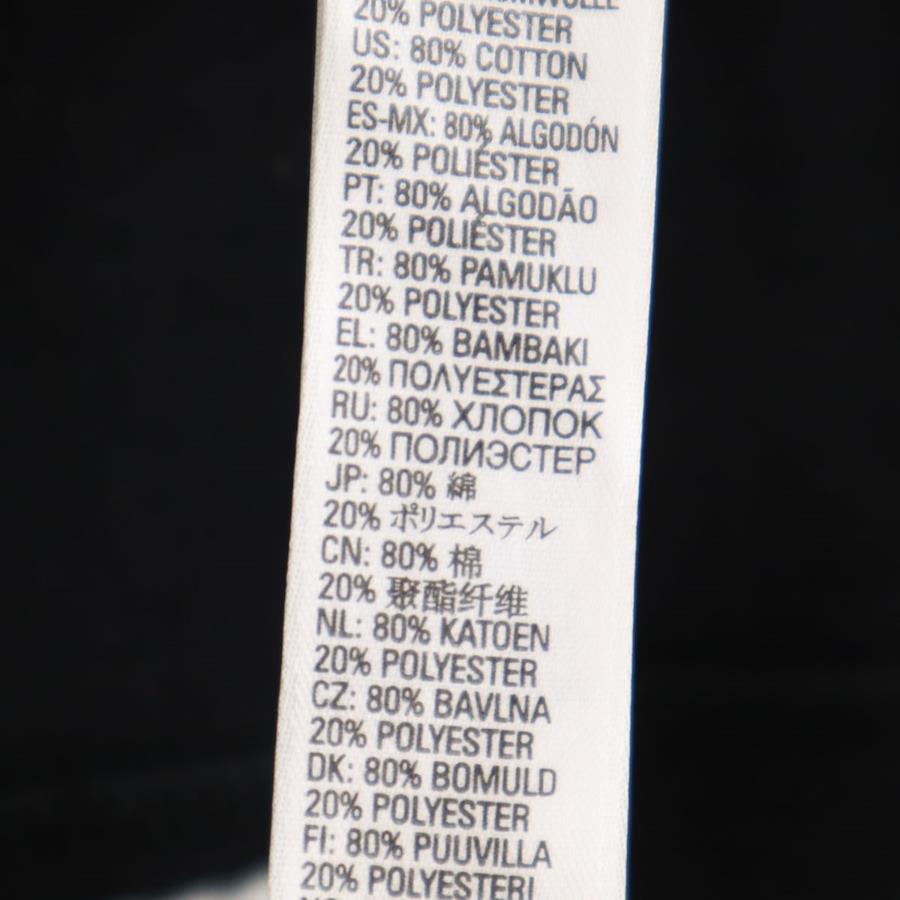 20% POLYESTER
US: 80% COTTON
20% POLYESTER
ES-MX: 80% ALGODÓN
20% POLIÉSTER
PT: 80% ALGODÃO
20% POLIÉSTER
TR: 80% PAMUKLU
20% POLYESTER
EL: 80% BAMBAKI
20% ΠΟΛΥΕΣΤΕΡΑΣ
RU: 80% ХЛОПОК
20% ПОЛИЭСТЕР
JP: 80% 綿
20% ポリエステル
CN: 80% 棉
20% 聚酯纤维
NL: 80% KATOEN
20% POLYESTER
CZ: 80% BAVLNA
20% POLYESTER
DK: 80% BOMULD
20% POLYESTER
FI: 80% PUUVILLA
20% POLYESTERI